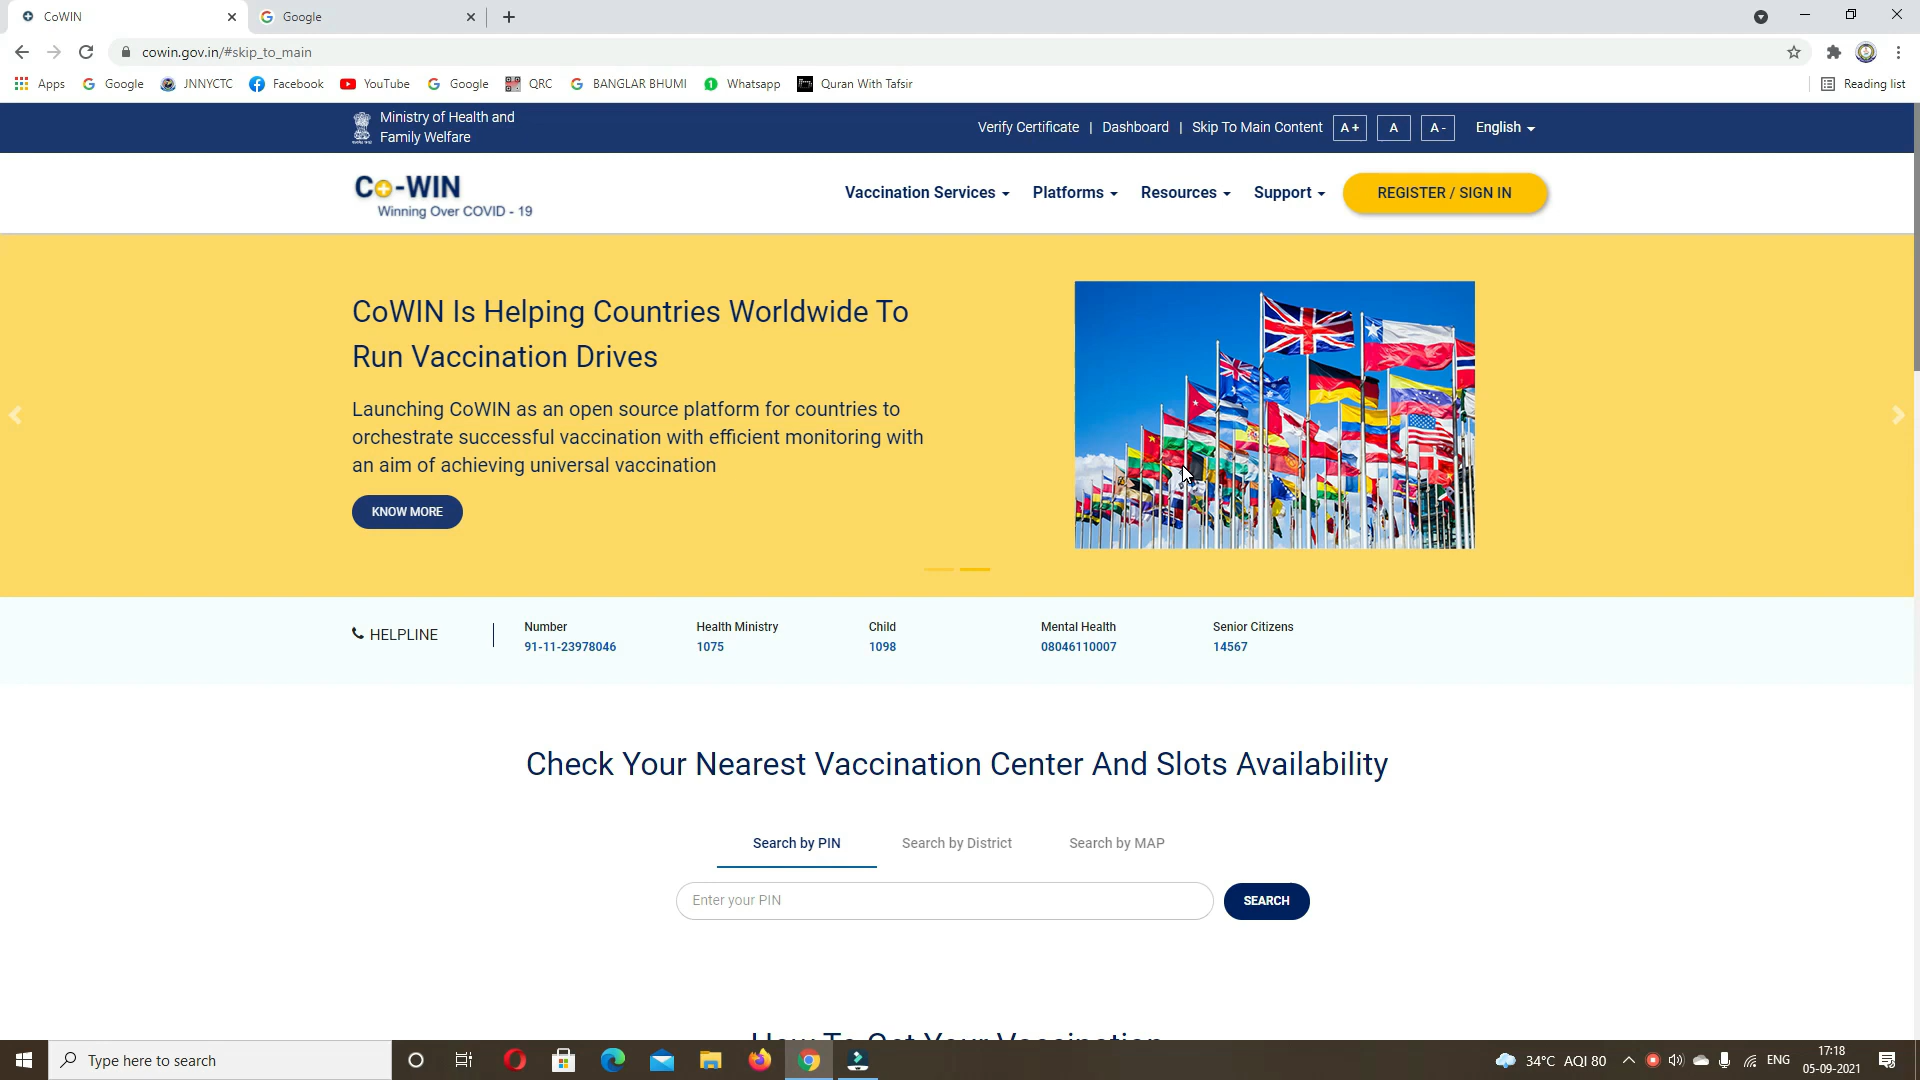 CoWIN
Google
cowin.gov.in/#skip_to_main
Apps
Google
JNNYCTC
Facebook
YouTube
Google
QRC
BANGLAR BHUMI
Whatsapp
Quran With Tafsir
Reading list
Ministry of Health and
Family Welfare
Verify Certificate | Dashboard | Skip To Main Content
A+
A
A-
English
Co-WIN
Winning Over COVID - 19
Vaccination Services
Platforms
Resources
Support
REGISTER / SIGN IN
CoWIN Is Helping Countries Worldwide To
Run Vaccination Drives
Launching CoWIN as an open source platform for countries to
orchestrate successful vaccination with efficient monitoring with
an aim of achieving universal vaccination
KNOW MORE
HELPLINE
Number
91-11-23978046
Health Ministry
1075
Child
1098
Mental Health
08046110007
Senior Citizens
14567
Check Your Nearest Vaccination Center And Slots Availability
Search by PIN
Search by District
Search by MAP
Enter your PIN
SEARCH
How To Get Your Vaccination
Type here to search
34°C AQI 80
ENG
17:18
05-09-2021